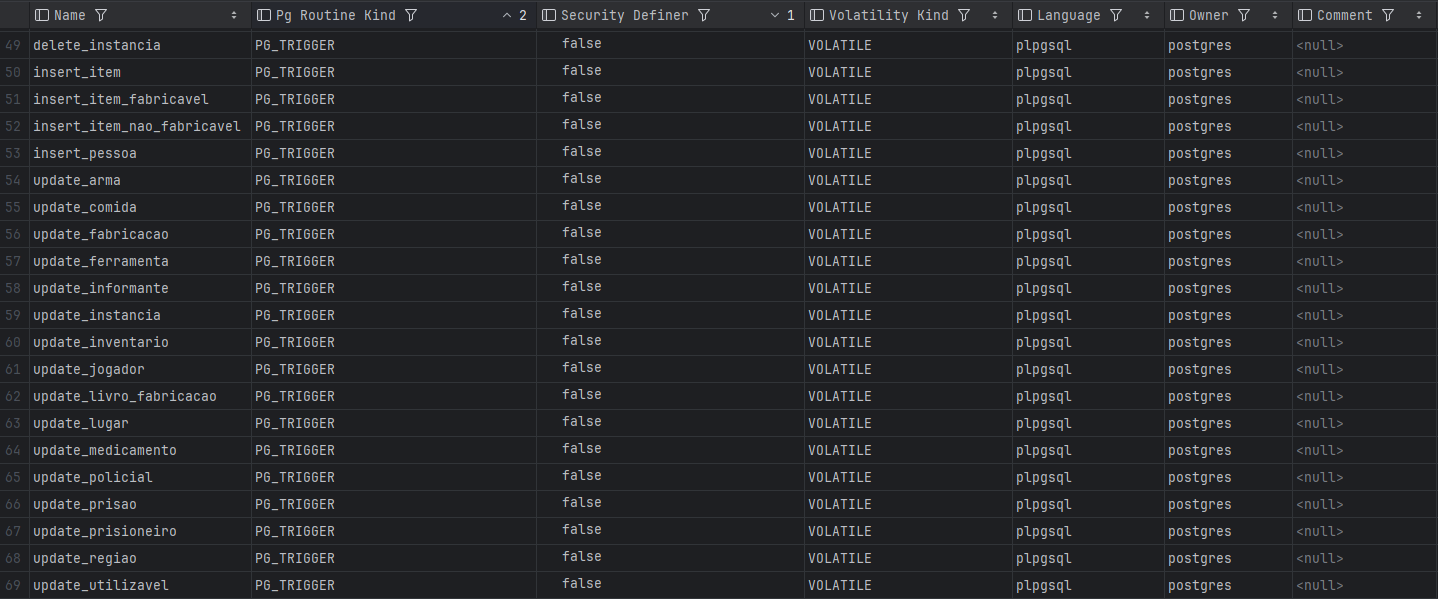 Name Pg Routine Kind 2 Security Definer 1 Volatility Kind Language Owner Comment
49 delete_instancia PG_TRIGGER false VOLATILE plpgsql postgres <null>
50 insert_item PG_TRIGGER false VOLATILE plpgsql postgres <null>
51 insert_item_fabricavel PG_TRIGGER false VOLATILE plpgsql postgres <null>
52 insert_item_nao_fabricavel PG_TRIGGER false VOLATILE plpgsql postgres <null>
53 insert_pessoa PG_TRIGGER false VOLATILE plpgsql postgres <null>
54 update_arma PG_TRIGGER false VOLATILE plpgsql postgres <null>
55 update_comida PG_TRIGGER false VOLATILE plpgsql postgres <null>
56 update_fabricacao PG_TRIGGER false VOLATILE plpgsql postgres <null>
57 update_ferramenta PG_TRIGGER false VOLATILE plpgsql postgres <null>
58 update_informante PG_TRIGGER false VOLATILE plpgsql postgres <null>
59 update_instancia PG_TRIGGER false VOLATILE plpgsql postgres <null>
60 update_inventario PG_TRIGGER false VOLATILE plpgsql postgres <null>
61 update_jogador PG_TRIGGER false VOLATILE plpgsql postgres <null>
62 update_livro_fabricacao PG_TRIGGER false VOLATILE plpgsql postgres <null>
63 update_lugar PG_TRIGGER false VOLATILE plpgsql postgres <null>
64 update_medicamento PG_TRIGGER false VOLATILE plpgsql postgres <null>
65 update_policial PG_TRIGGER false VOLATILE plpgsql postgres <null>
66 update_prisao PG_TRIGGER false VOLATILE plpgsql postgres <null>
67 update_prisioneiro PG_TRIGGER false VOLATILE plpgsql postgres <null>
68 update_regiao PG_TRIGGER false VOLATILE plpgsql postgres <null>
69 update_utilizavel PG_TRIGGER false VOLATILE plpgsql postgres <null>